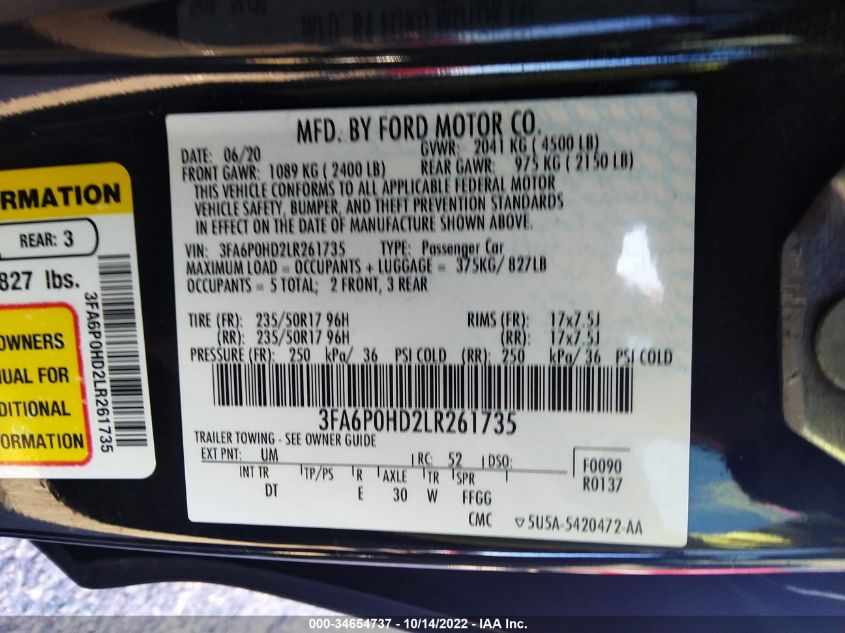 MFD. BY FORD MOTOR CO.
DATE: 06/20 GVWR: 2041 KG ( 4500 LB)
FRONT GAWR: 1089 KG ( 2400 LB) REAR GAWR: 975 KG ( 2150 LB)
THIS VEHICLE CONFORMS TO ALL APPLICABLE FEDERAL MOTOR
VEHICLE SAFETY, BUMPER, AND THEFT PREVENTION STANDARDS
IN EFFECT ON THE DATE OF MANUFACTURE SHOWN ABOVE.
VIN: 3FA6P0HD2LR261735 TYPE: Passenger Car
MAXIMUM LOAD = OCCUPANTS + LUGGAGE = 375KG/ 827LB
OCCUPANTS = 5 TOTAL; 2 FRONT, 3 REAR
TIRE (FR): 235/50R17 96H RIMS (FR): 17x7.5J
(RR): 235/50R17 96H (RR): 17x7.5J
PRESSURE (FR): 250 kPa/ 36 PSI COLD (RR): 250 kPa/ 36 PSI COLD
3FA6P0HD2LR261735
TRAILER TOWING - SEE OWNER GUIDE
EXT PNT: UM RC: 52 DSO: F0090
INT TR TP/PS R AXLE TR SPR R0137
DT E 30 W FFGG
CMC 5U5A-5420472-AA
RMATION
REAR: 3
827 lbs.
3FA6P0HD2LR261735
OWNERS
NUAL FOR
DITIONAL
FORMATION
000-34654737 - 10/14/2022 - IAA Inc.